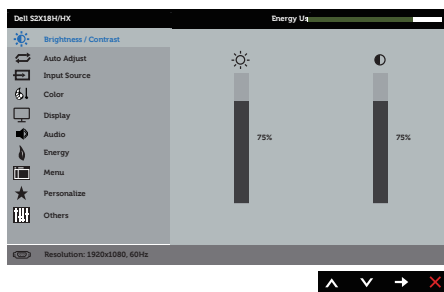 Dell S2X18H/HX
Energy Us
Brightness / Contrast
Auto Adjust
Input Source
Color
Display
Audio
Energy
Menu
Personalize
Others
75%
75%
Resolution: 1920x1080, 60Hz